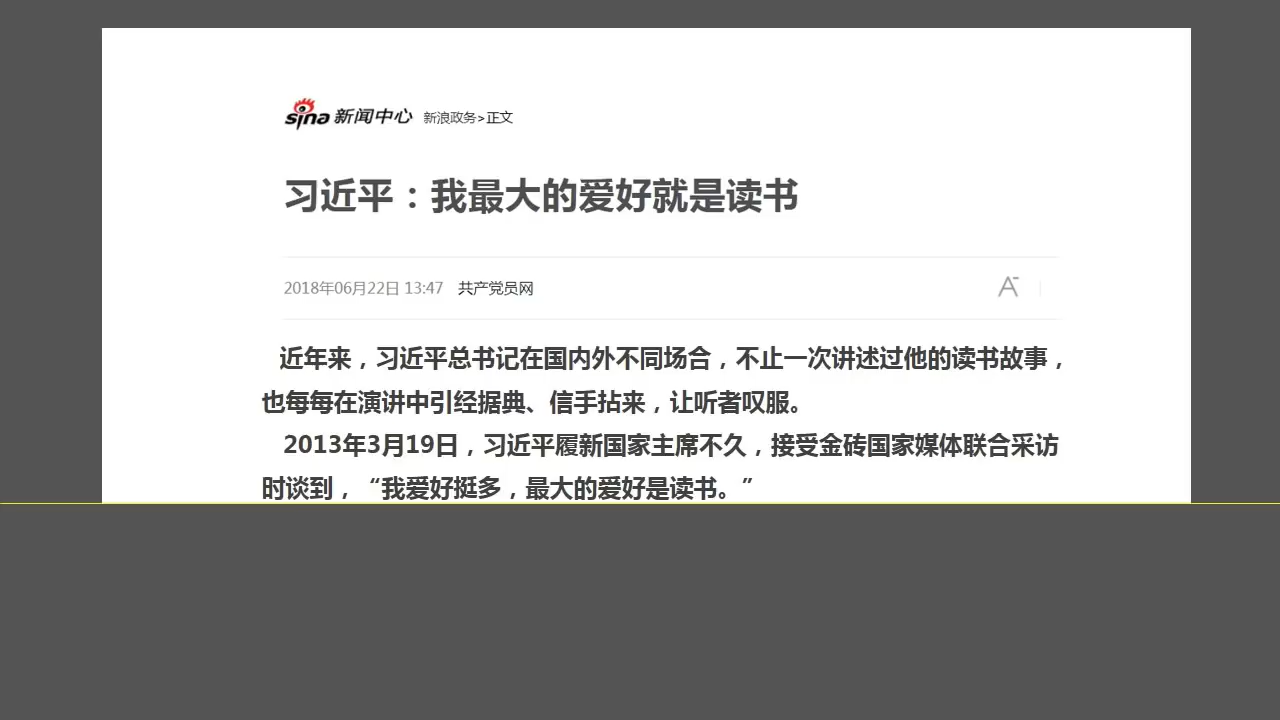 sina 新闻中心 新浪政务>正文
习近平：我最大的爱好就是读书
2018年06月22日 13:47 共产党员网 A-
近年来，习近平总书记在国内外不同场合，不止一次讲述过他的读书故事，
也每每在演讲中引经据典、信手拈来，让听者叹服。
2013年3月19日，习近平履新国家主席不久，接受金砖国家媒体联合采访
时谈到，“我爱好挺多，最大的爱好是读书。”